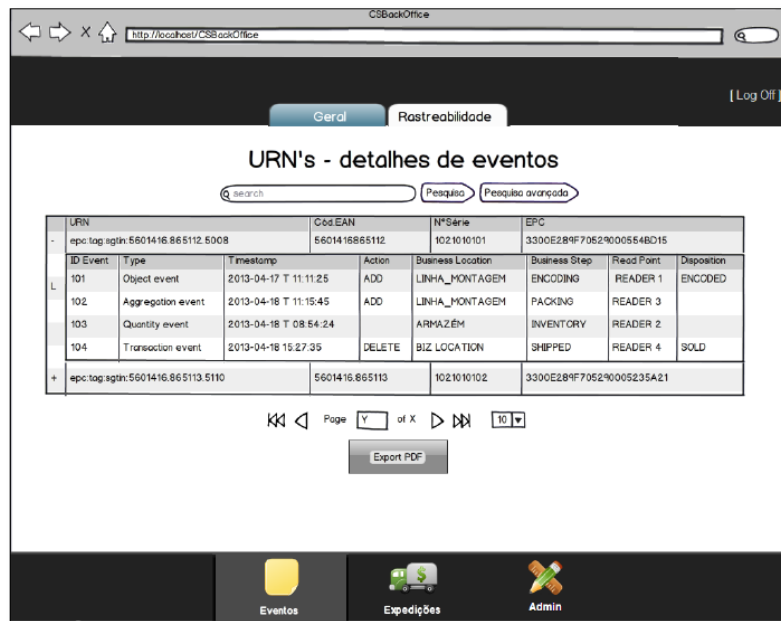 CSBackOffice
X http://localhost/CSBackOffice
[ Log Off ]
Geral Rastreabilidade
URN's - detalhes de eventos
search Pesquisa Pesquisa avançada
URN Cód.EAN NºSérie EPC
- epc:tag:sgtin:5601416.865112.5008 5601416865112 1021010101 3300E289F70529000554BD15
ID Event Type Timestamp Action Business Location Business Step Read Point Disposition
L 101 Object event 2013-04-17 T 11:11:25 ADD LINHA_MONTAGEM ENCODING READER 1 ENCODED
102 Aggregation event 2013-04-18 T 11:15:45 ADD LINHA_MONTAGEM PACKING READER 3
103 Quantity event 2013-04-18 T 08:54:24 ARMAZÉM INVENTORY READER 2
104 Transaction event 2013-04-18 15:27:35 DELETE BIZ LOCATION SHIPPED READER 4 SOLD
+ epc:tag:sgtin:5601416.865113.5110 5601416.865113 1021010102 3300E289F705290005235A21
Page Y of X 10
Export PDF
$
Eventos Expedições Admin